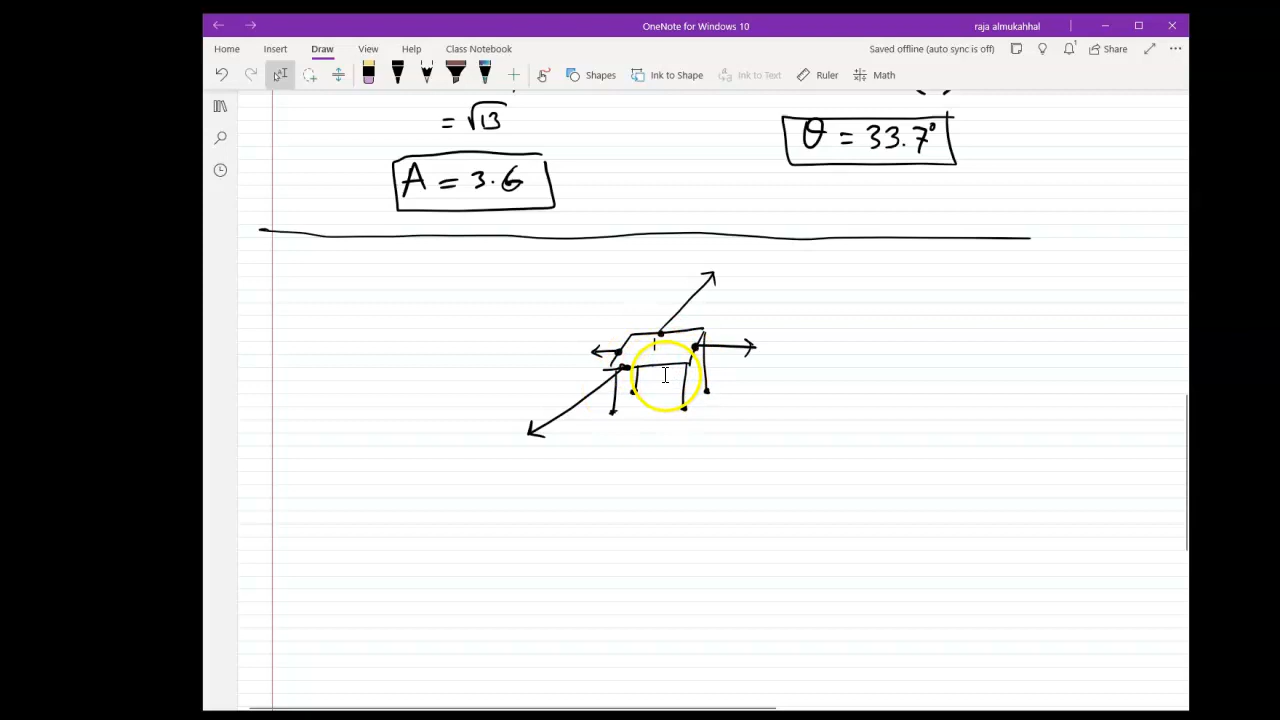 OneNote for Windows 10
raja almukahhal
Home Insert Draw View Help Class Notebook
Saved offline (auto sync is off)
Share
Shapes
Ink to Shape
Ink to Text
Ruler
Math
= √13
A = 3.6
θ = 33.7°